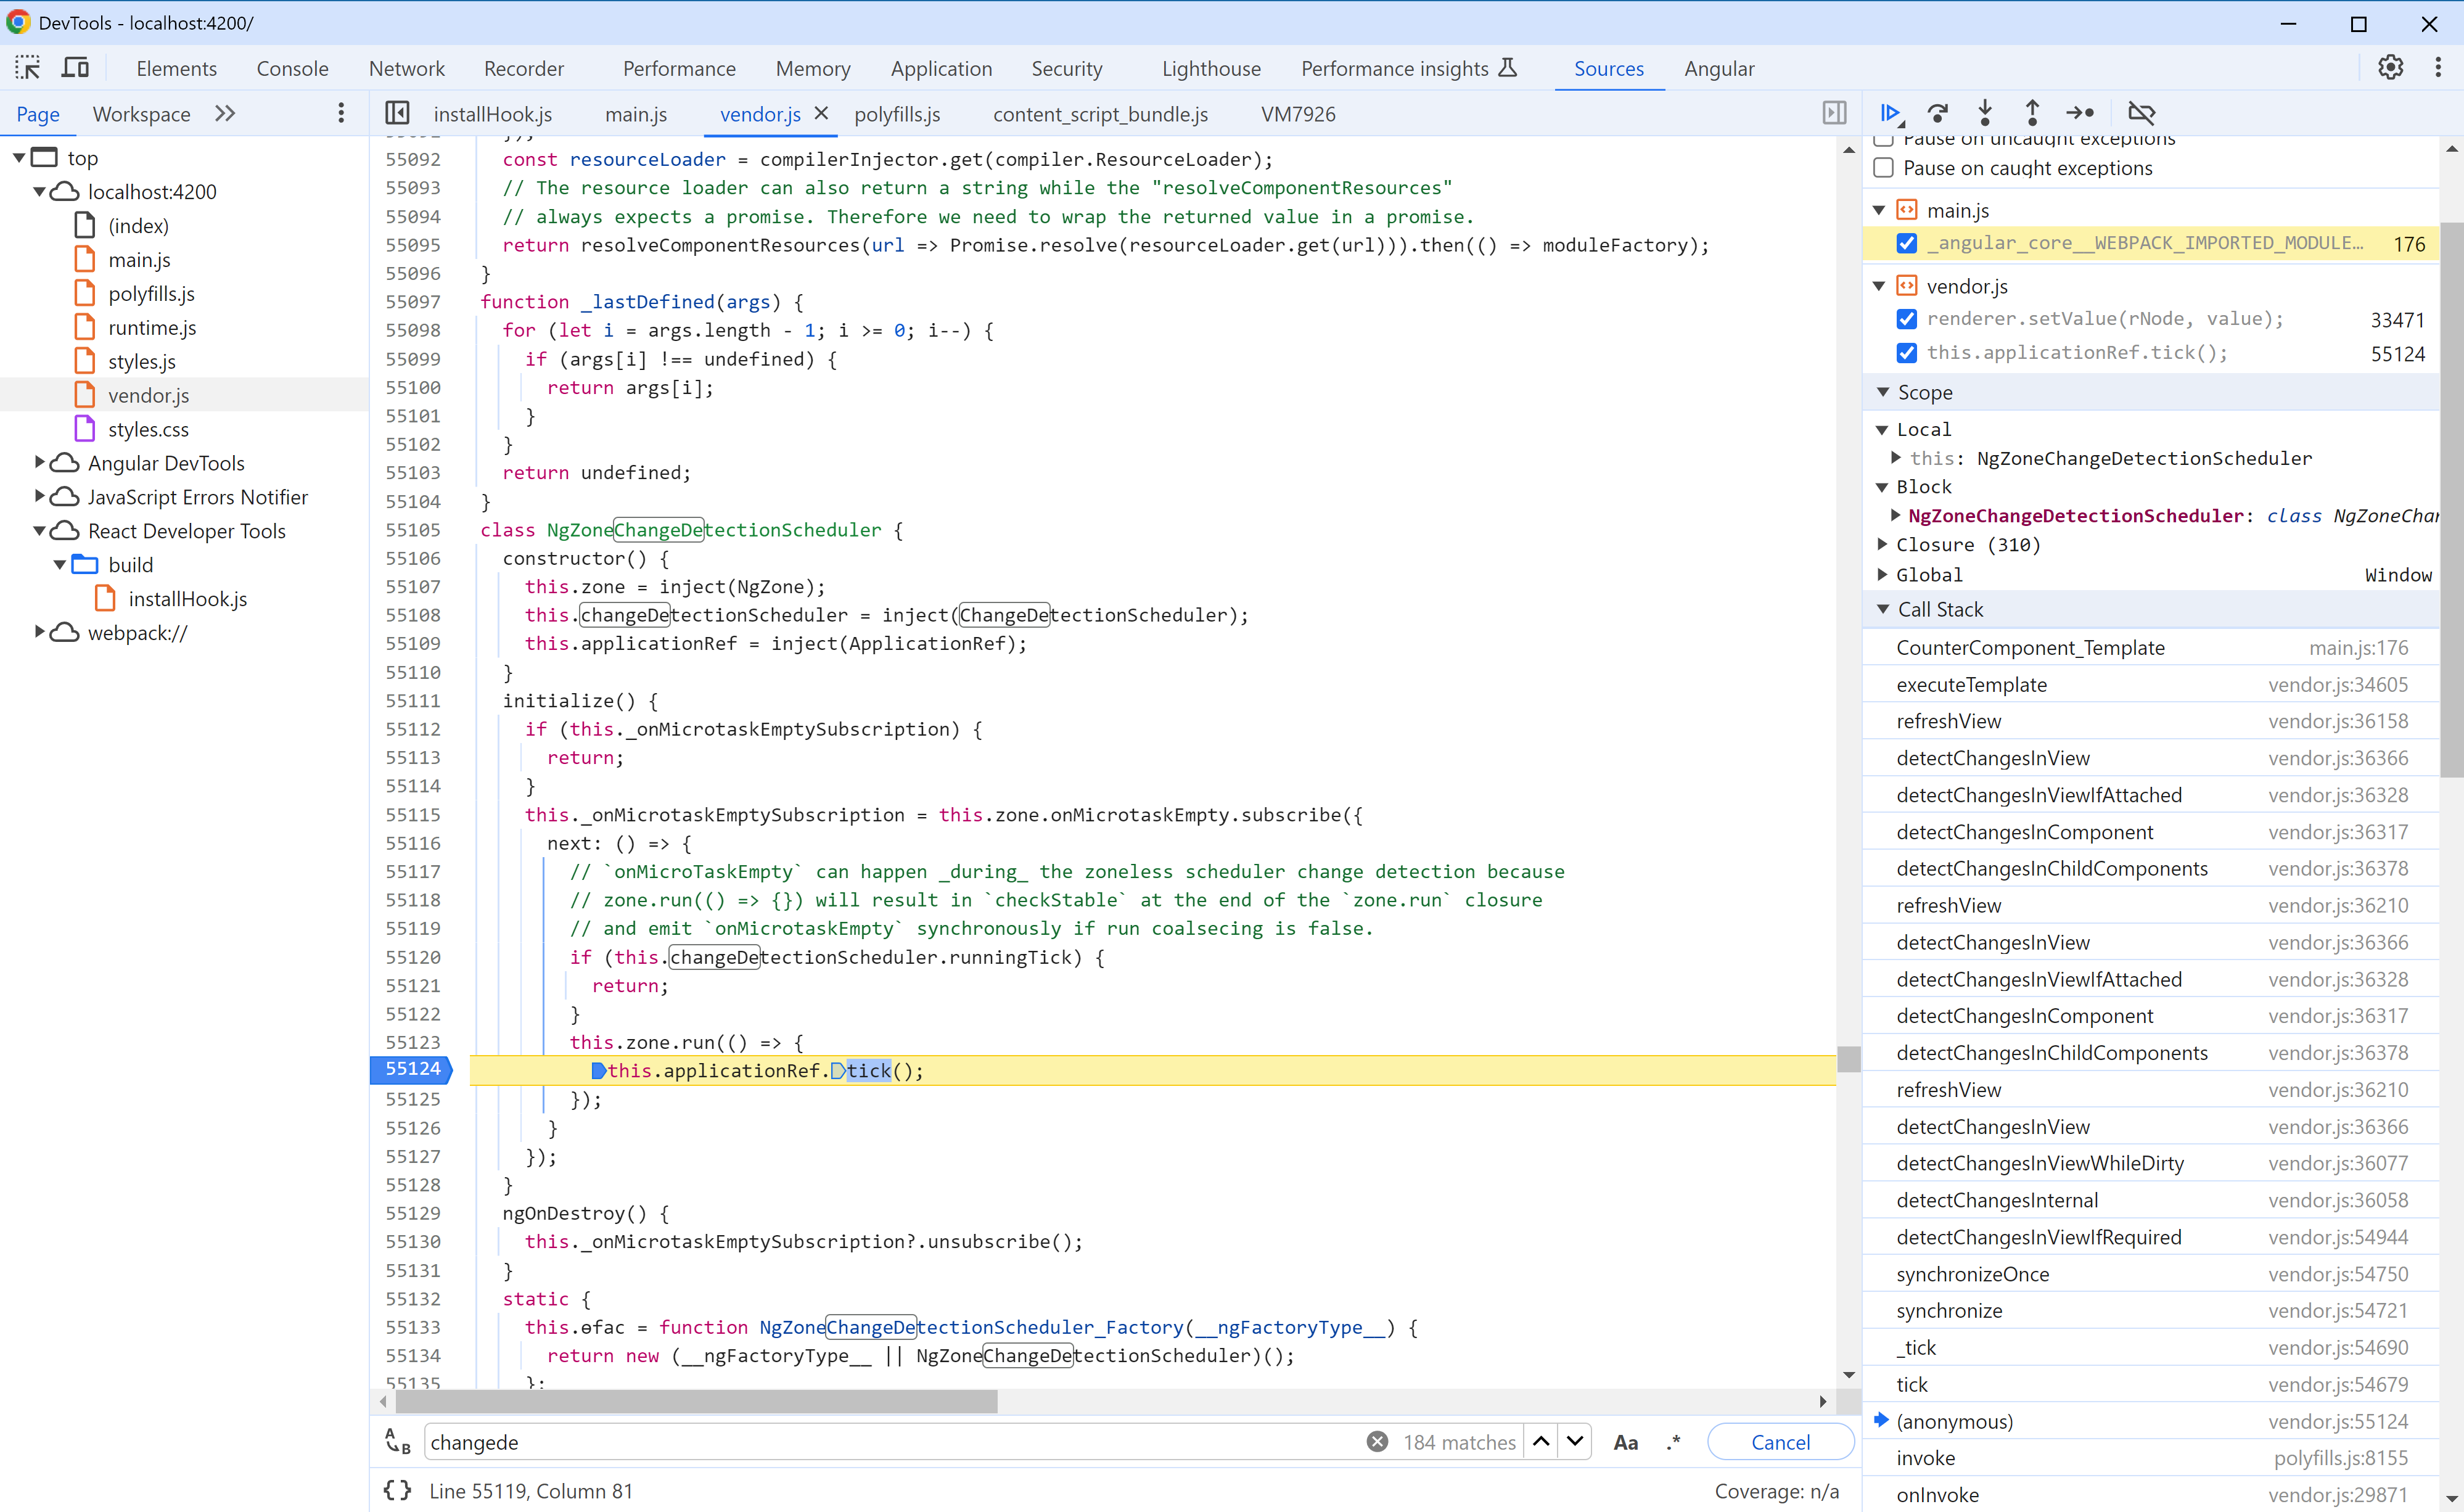 DevTools - localhost:4200/
Elements Console Network Recorder Performance Memory Application Security Lighthouse Performance insights Sources Angular
Page Workspace
installHook.js main.js vendor.js polyfills.js content_script_bundle.js VM7926
top
localhost:4200
(index)
main.js
polyfills.js
runtime.js
styles.js
vendor.js
styles.css
Angular DevTools
JavaScript Errors Notifier
React Developer Tools
build
installHook.js
webpack://
55092 const resourceLoader = compilerInjector.get(compiler.ResourceLoader);
55093 // The resource loader can also return a string while the "resolveComponentResources"
55094 // always expects a promise. Therefore we need to wrap the returned value in a promise.
55095 return resolveComponentResources(url => Promise.resolve(resourceLoader.get(url))).then(() => moduleFactory);
55096 }
55097 function _lastDefined(args) {
55098 for (let i = args.length - 1; i >= 0; i--) {
55099 if (args[i] !== undefined) {
55100 return args[i];
55101 }
55102 }
55103 return undefined;
55104 }
55105 class NgZoneChangeDetectionScheduler {
55106 constructor() {
55107 this.zone = inject(NgZone);
55108 this.changeDetectionScheduler = inject(ChangeDetectionScheduler);
55109 this.applicationRef = inject(ApplicationRef);
55110 }
55111 initialize() {
55112 if (this._onMicrotaskEmptySubscription) {
55113 return;
55114 }
55115 this._onMicrotaskEmptySubscription = this.zone.onMicrotaskEmpty.subscribe({
55116 next: () => {
55117 // `onMicroTaskEmpty` can happen _during_ the zoneless scheduler change detection because
55118 // zone.run(() => {}) will result in `checkStable` at the end of the `zone.run` closure
55119 // and emit `onMicrotaskEmpty` synchronously if run coalsecing is false.
55120 if (this.changeDetectionScheduler.runningTick) {
55121 return;
55122 }
55123 this.zone.run(() => {
55124 this.applicationRef.tick();
55125 });
55126 }
55127 });
55128 }
55129 ngOnDestroy() {
55130 this._onMicrotaskEmptySubscription?.unsubscribe();
55131 }
55132 static {
55133 this.ɵfac = function NgZoneChangeDetectionScheduler_Factory(__ngFactoryType__) {
55134 return new (__ngFactoryType__ || NgZoneChangeDetectionScheduler)();
55135 };
changede 184 matches Aa .* Cancel
{} Line 55119, Column 81 Coverage: n/a
Pause on uncaught exceptions
Pause on caught exceptions
main.js
_angular_core__WEBPACK_IMPORTED_MODULE… 176
vendor.js
renderer.setValue(rNode, value); 33471
this.applicationRef.tick(); 55124
Scope
Local
this: NgZoneChangeDetectionScheduler
Block
NgZoneChangeDetectionScheduler: class NgZoneChan
Closure (310)
Global Window
Call Stack
CounterComponent_Template main.js:176
executeTemplate vendor.js:34605
refreshView vendor.js:36158
detectChangesInView vendor.js:36366
detectChangesInViewIfAttached vendor.js:36328
detectChangesInComponent vendor.js:36317
detectChangesInChildComponents vendor.js:36378
refreshView vendor.js:36210
detectChangesInView vendor.js:36366
detectChangesInViewIfAttached vendor.js:36328
detectChangesInComponent vendor.js:36317
detectChangesInChildComponents vendor.js:36378
refreshView vendor.js:36210
detectChangesInView vendor.js:36366
detectChangesInViewWhileDirty vendor.js:36077
detectChangesInternal vendor.js:36058
detectChangesInViewIfRequired vendor.js:54944
synchronizeOnce vendor.js:54750
synchronize vendor.js:54721
_tick vendor.js:54690
tick vendor.js:54679
(anonymous) vendor.js:55124
invoke polyfills.js:8155
onInvoke vendor.js:29871